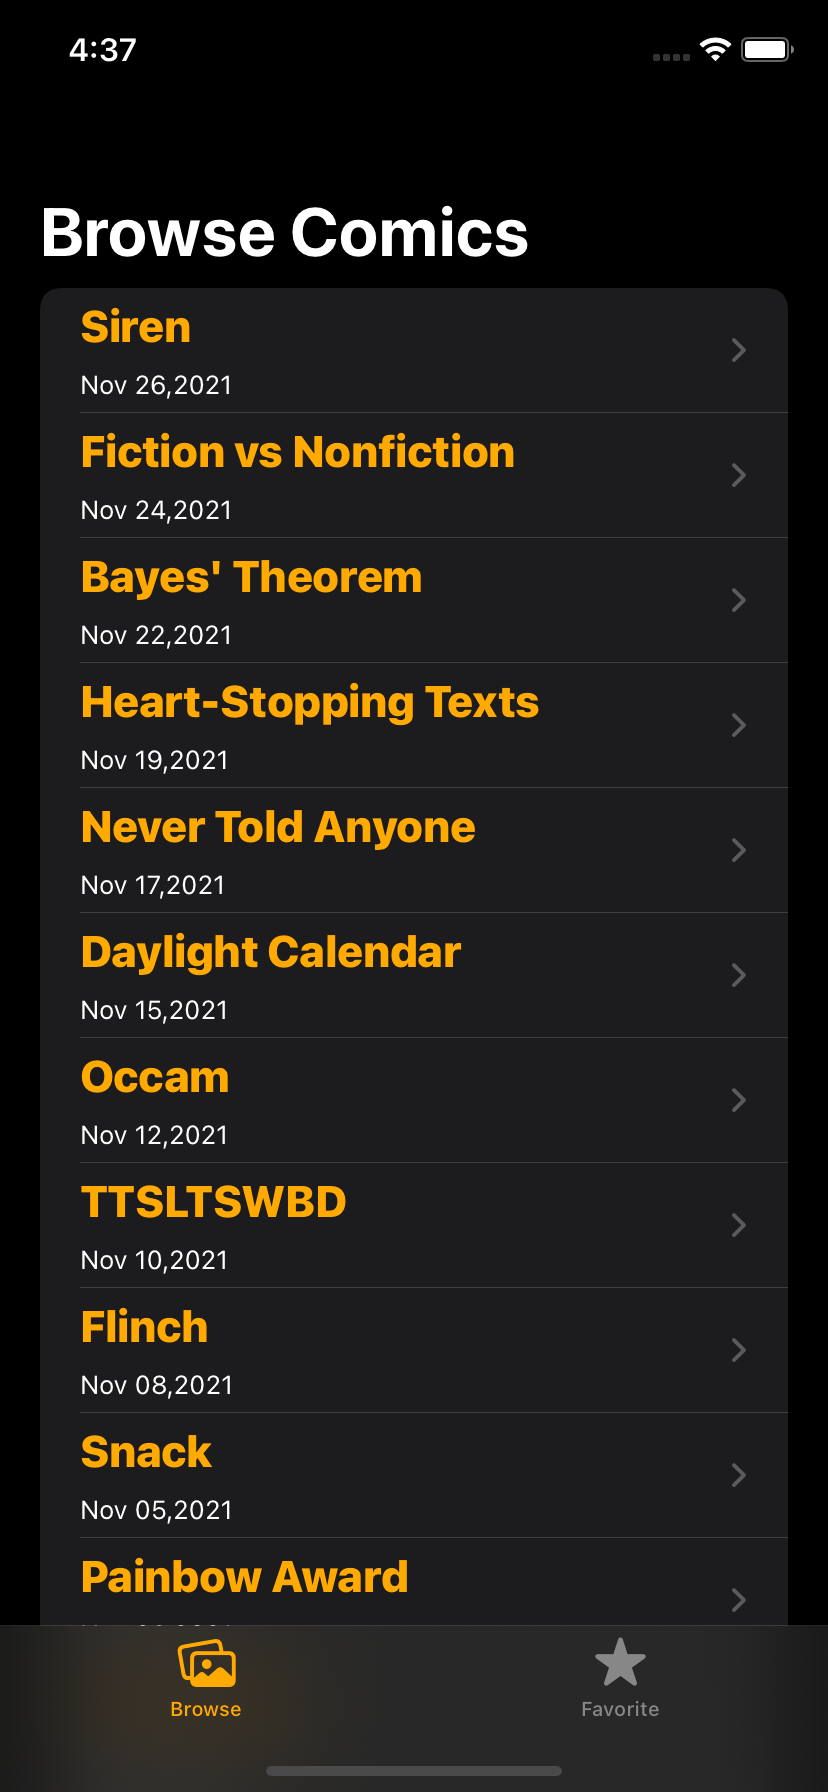 4:37
Browse Comics
Siren
Nov 26,2021
Fiction vs Nonfiction
Nov 24,2021
Bayes' Theorem
Nov 22,2021
Heart-Stopping Texts
Nov 19,2021
Never Told Anyone
Nov 17,2021
Daylight Calendar
Nov 15,2021
Occam
Nov 12,2021
TTSLTSWBD
Nov 10,2021
Flinch
Nov 08,2021
Snack
Nov 05,2021
Painbow Award
Browse
Favorite